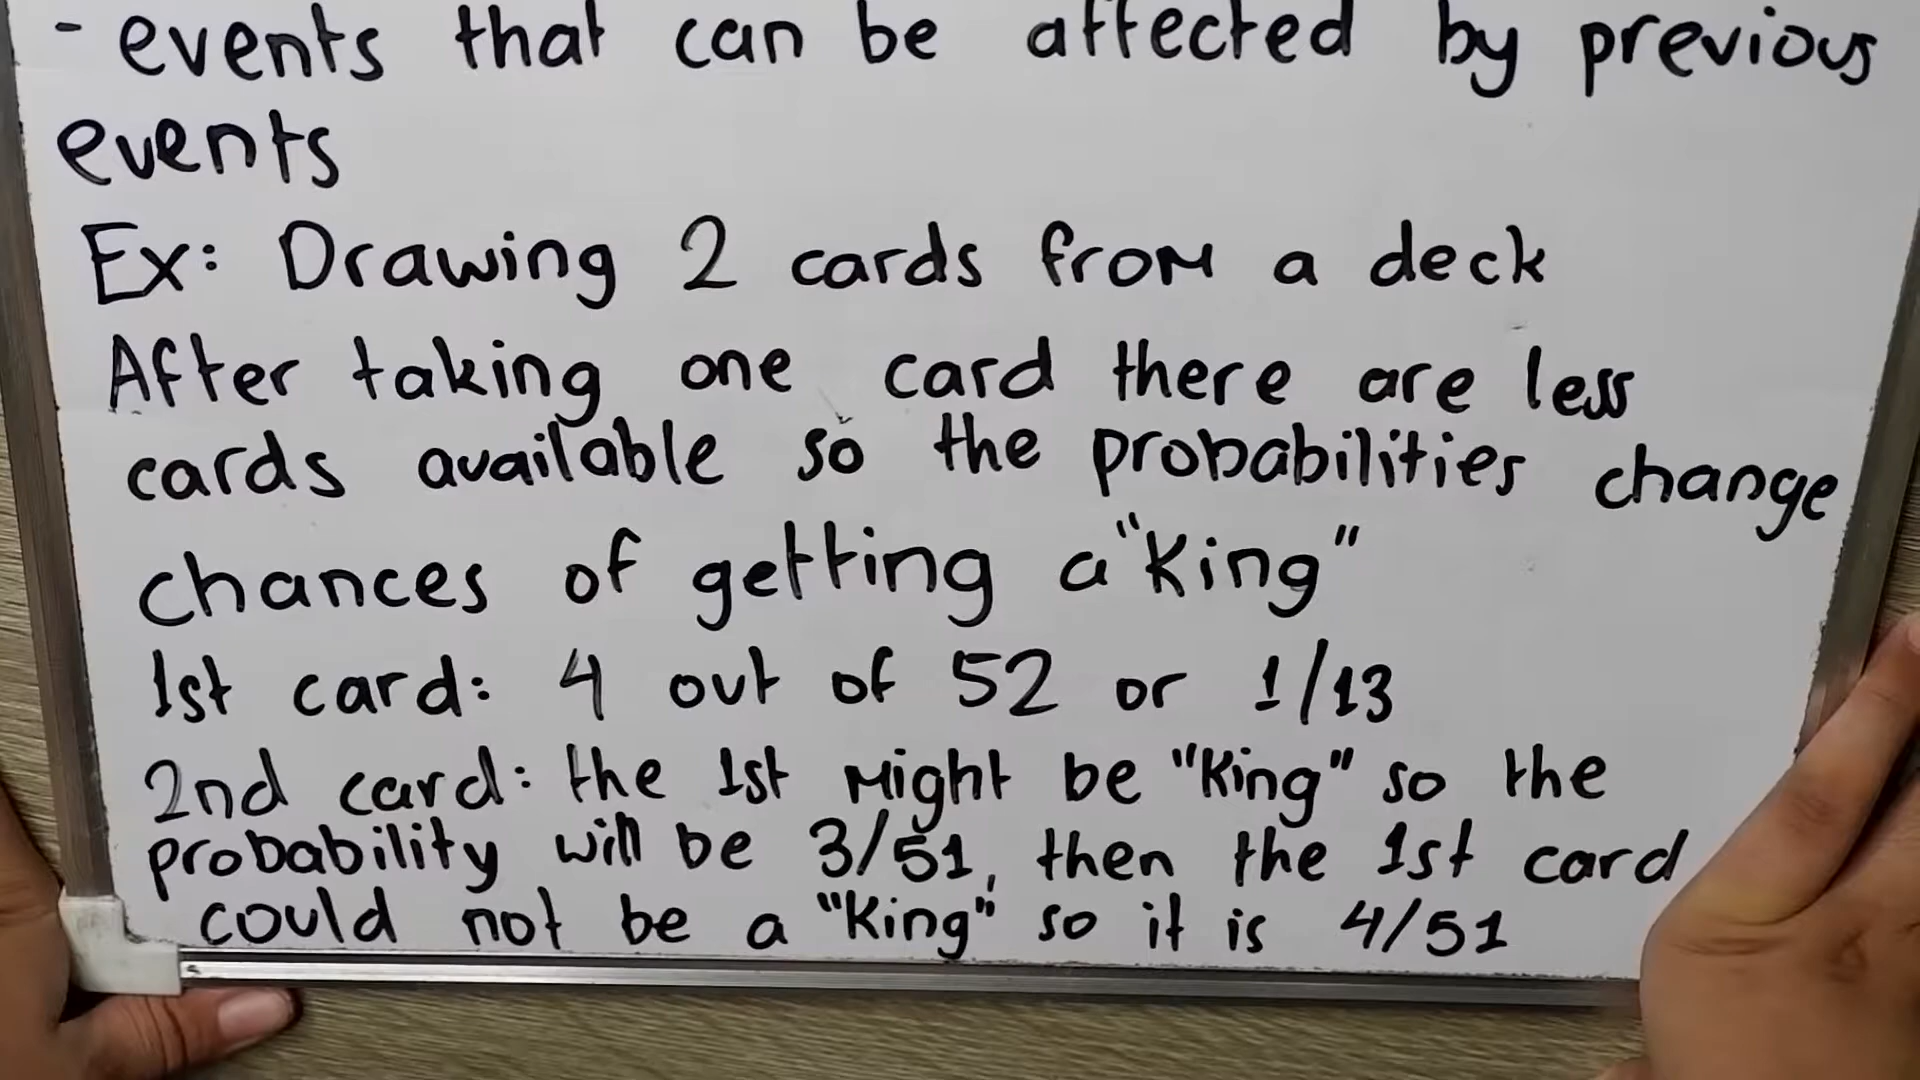 - events that can be affected by previous
events
Ex: Drawing 2 cards from a deck
After taking one card there are less
cards available so the probabilities change
chances of getting a "King"
1st card: 4 out of 52 or 1/13
2nd card: the 1st might be "King" so the
probability will be 3/51, then the 1st card
could not be a "King" so it is 4/51